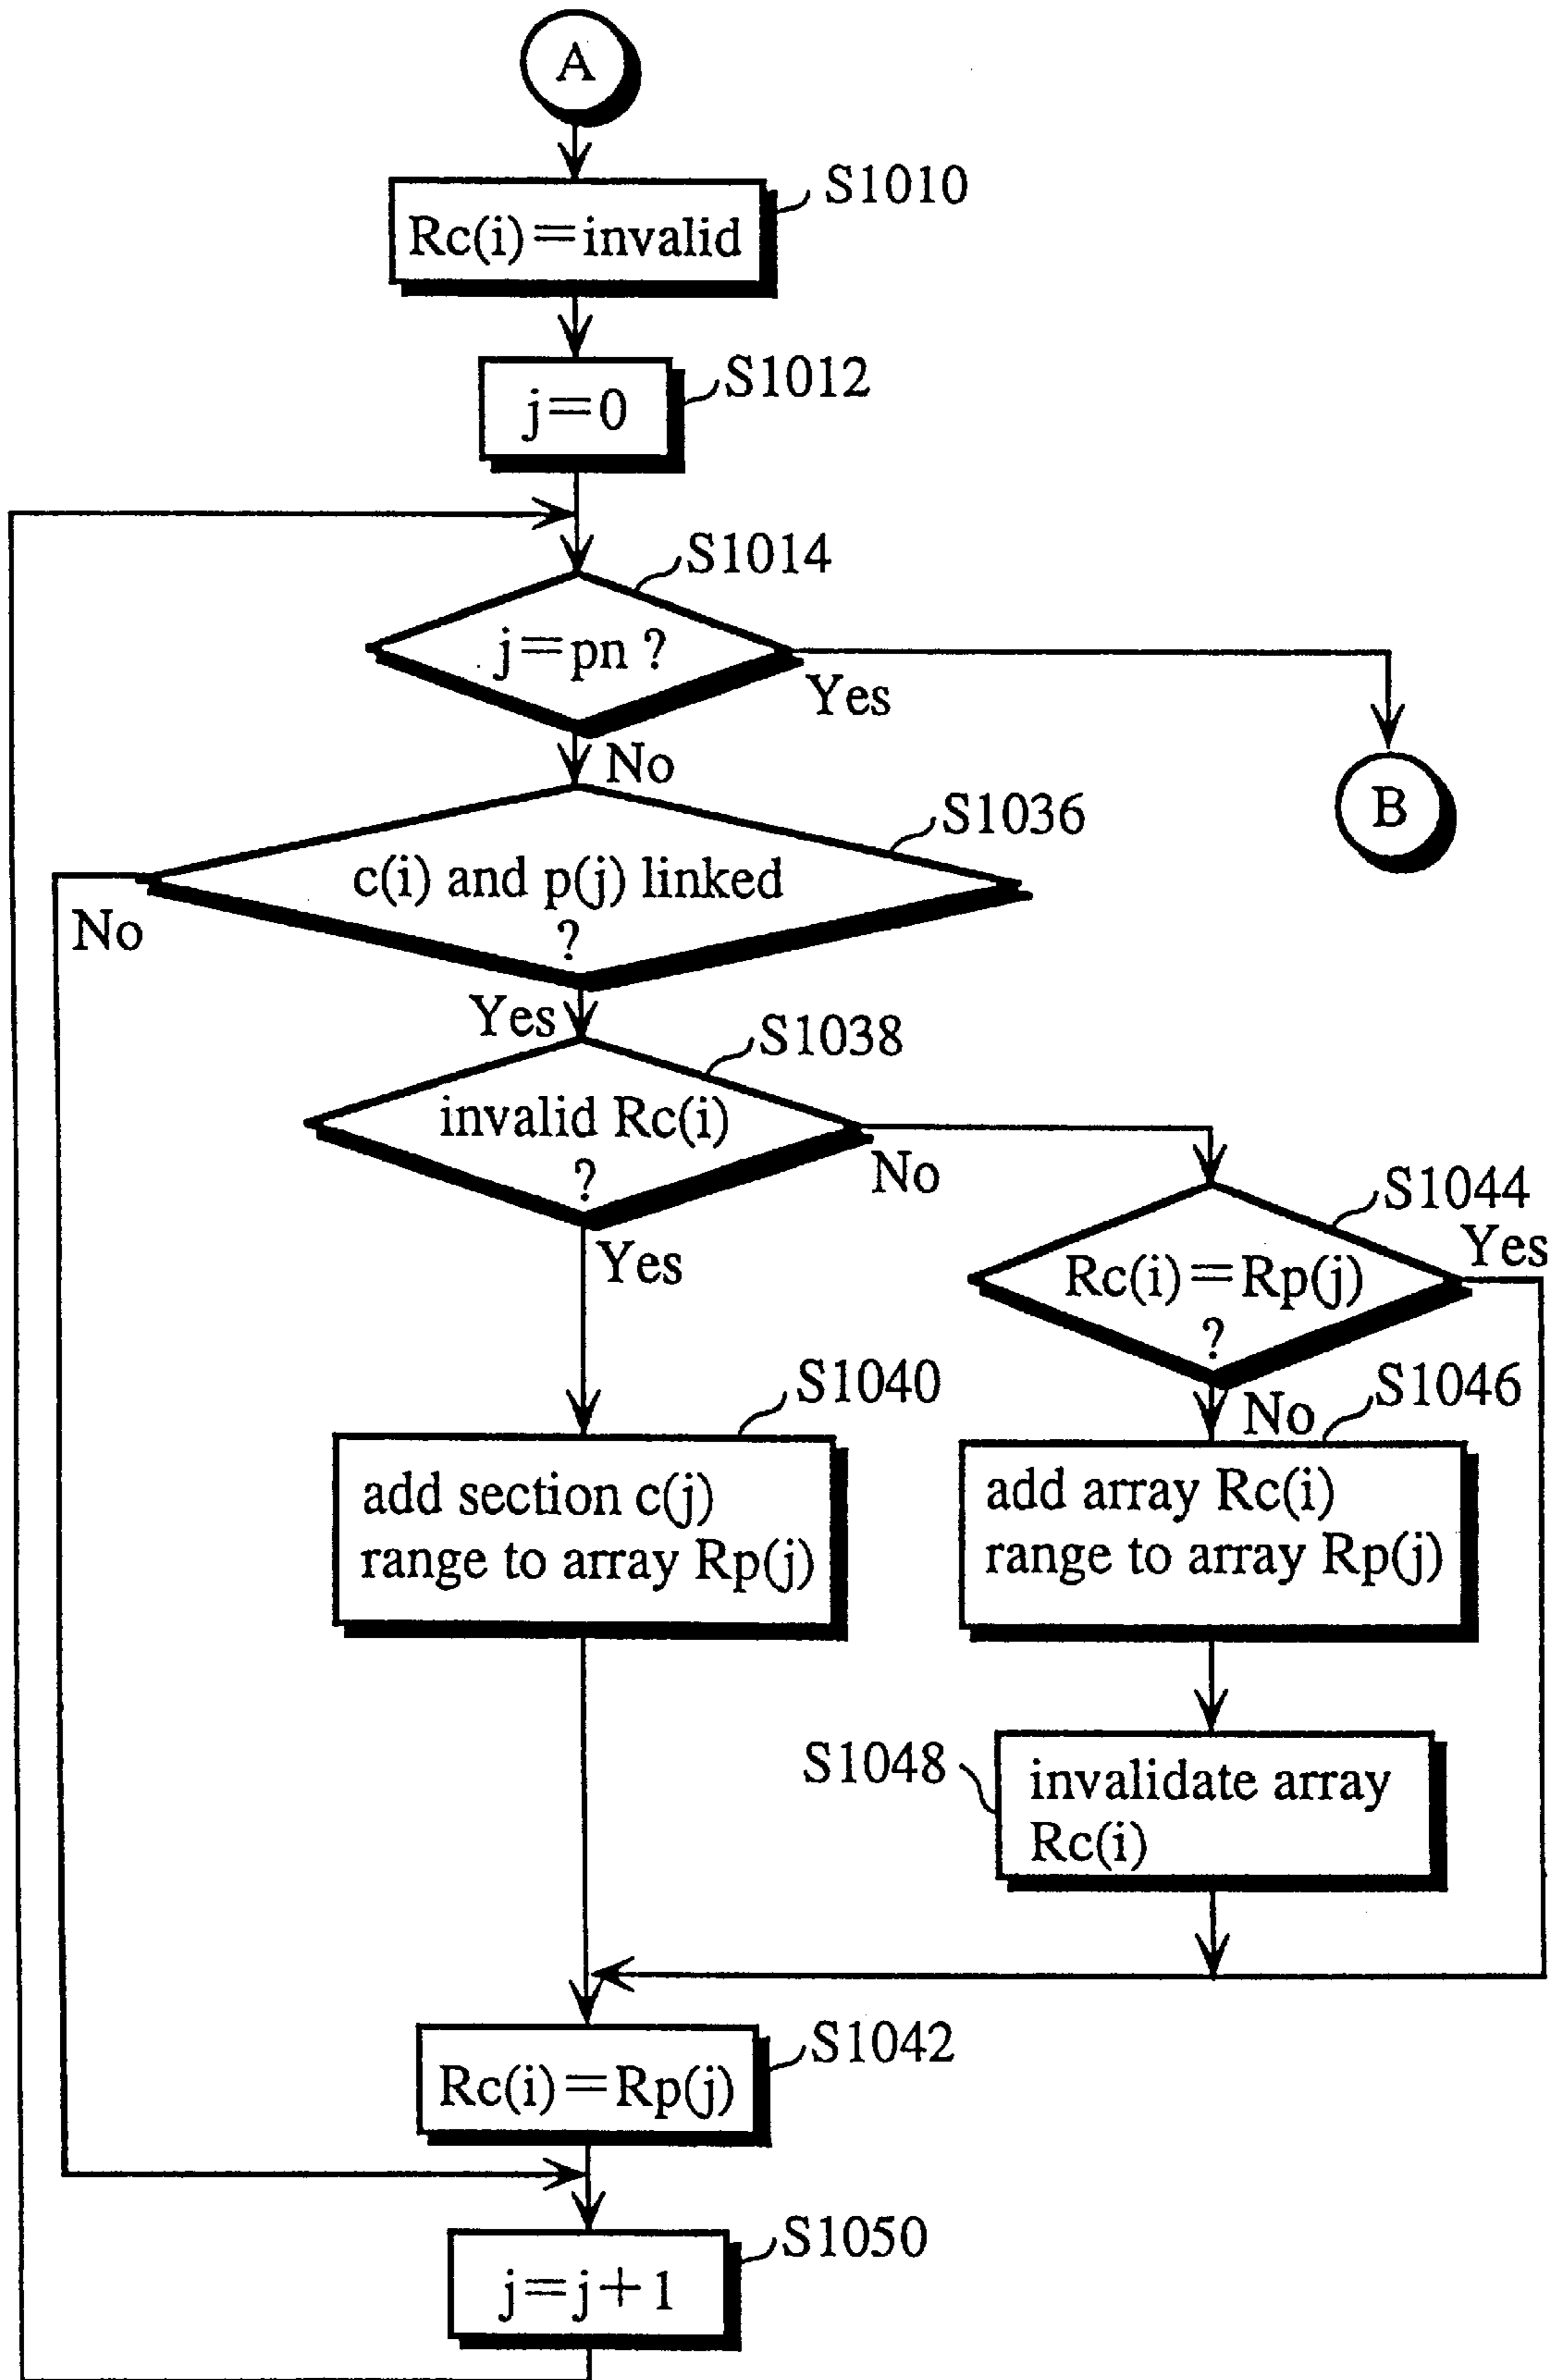 A
S1010
Rc(i)=invalid
S1012
j=0
S1014
j=pn ?
Yes
No
B
S1036
c(i) and p(j) linked
?
No
Yes
S1038
invalid Rc(i)
?
No
Yes
S1044
Rc(i)=Rp(j)
?
Yes
No
S1040
add section c(j)
range to array Rp(j)
S1046
add array Rc(i)
range to array Rp(j)
S1048
invalidate array
Rc(i)
S1042
Rc(i)=Rp(j)
S1050
j=j+1